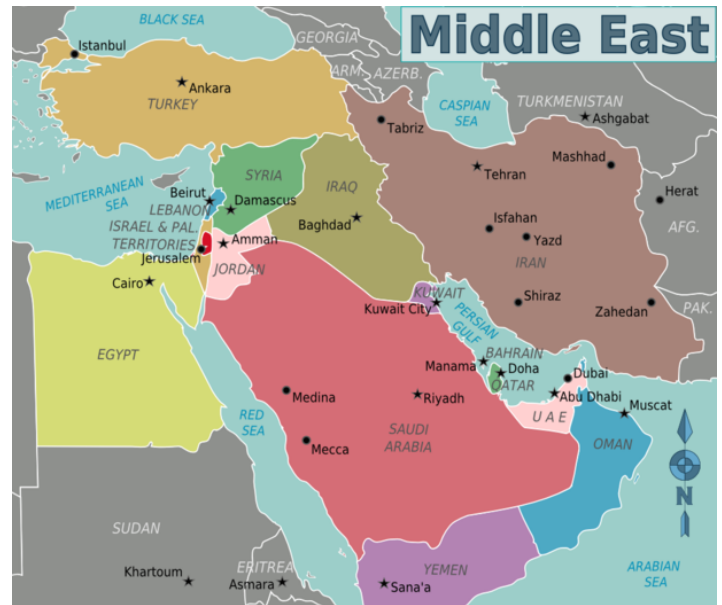 Middle East
BLACK SEA
Istanbul
GEORGIA
ARM.
AZERB.
CASPIAN
SEA
TURKMENISTAN
Ashgabat
Ankara
TURKEY
Tabriz
Mashhad
Tehran
Herat
AFG.
MEDITERRANEAN
SEA
SYRIA
IRAQ
Beirut
LEBANON
Damascus
Baghdad
Isfahan
Yazd
IRAN
ISRAEL & PAL.
TERRITORIES
Amman
Jerusalem
JORDAN
Cairo
KUWAIT
Kuwait City
Shiraz
Zahedan
PAK.
PERSIAN
GULF
EGYPT
BAHRAIN
Manama
Doha
QATAR
Dubai
Abu Dhabi
U A E
Muscat
Medina
Riyadh
RED
SEA
Mecca
SAUDI
ARABIA
OMAN
N
SUDAN
Khartoum
ERITREA
Asmara
YEMEN
Sana'a
ARABIAN
SEA